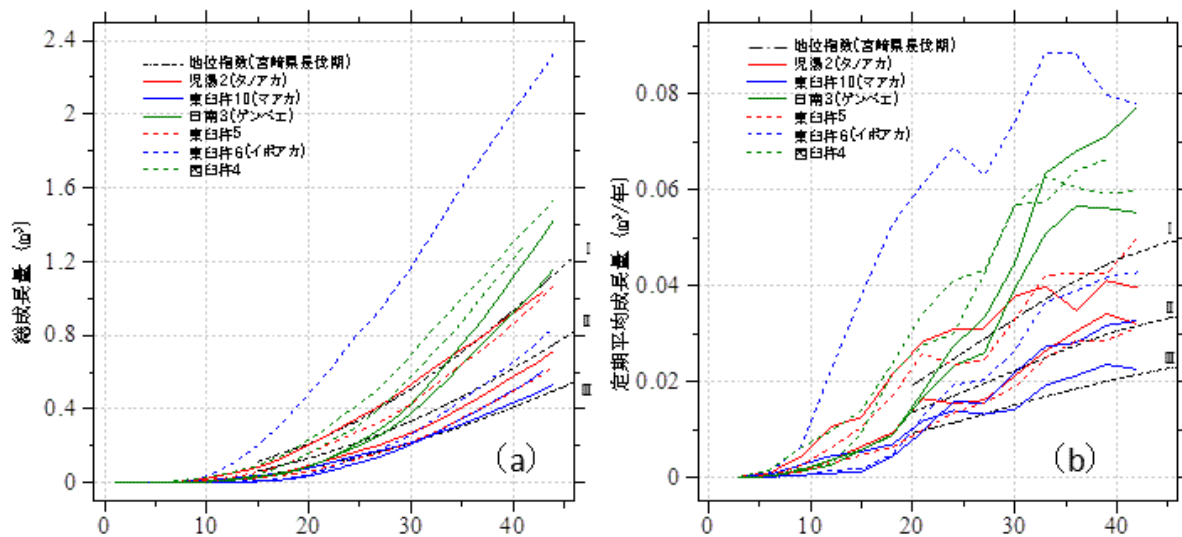 2.4
2.0
1.6
1.2
0.8
0.4
0
総成長量 (m³)
地位指数(宮崎県長伐期)
児湯2(タノアカ)
東臼杵10(マアカ)
日南3(ゲンベエ)
東臼杵5
東臼杵6(イボアカ)
西臼杵4
I
II
III
(a)
0 10 20 30 40
0.08
0.06
0.04
0.02
0
定期平均成長量 (m³/年)
地位指数(宮崎県長伐期)
児湯2(タノアカ)
東臼杵10(マアカ)
日南3(ゲンベエ)
東臼杵5
東臼杵6(イボアカ)
西臼杵4
I
II
III
(b)
0 10 20 30 40